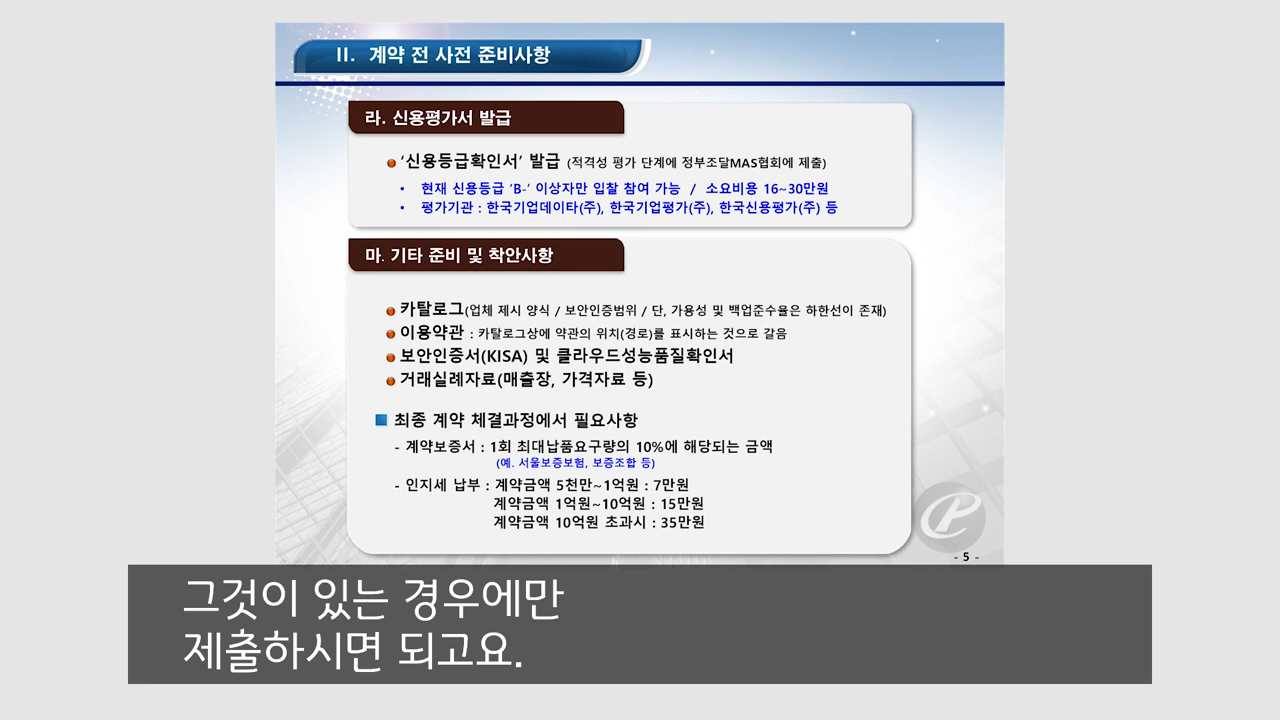 II. 계약 전 사전 준비사항
라. 신용평가서 발급
‘신용등급확인서’ 발급 (적격성 평가 단계에 정부조달MAS협회에 제출)
• 현재 신용등급 ‘B-’ 이상자만 입찰 참여 가능 / 소요비용 16~30만원
• 평가기관 : 한국기업데이타(주), 한국기업평가(주), 한국신용평가(주) 등
마. 기타 준비 및 착안사항
카탈로그(업체 제시 양식 / 보안인증범위 / 단, 가용성 및 백업준수율은 하한선이 존재)
이용약관 : 카탈로그상에 약관의 위치(경로)를 표시하는 것으로 갈음
보안인증서(KISA) 및 클라우드성능품질확인서
거래실례자료(매출장, 가격자료 등)
최종 계약 체결과정에서 필요사항
- 계약보증서 : 1회 최대납품요구량의 10%에 해당되는 금액
(예. 서울보증보험, 보증조합 등)
- 인지세 납부 : 계약금액 5천만~1억원 : 7만원
계약금액 1억원~10억원 : 15만원
계약금액 10억원 초과시 : 35만원
- 5 -
그것이 있는 경우에만
제출하시면 되고요.